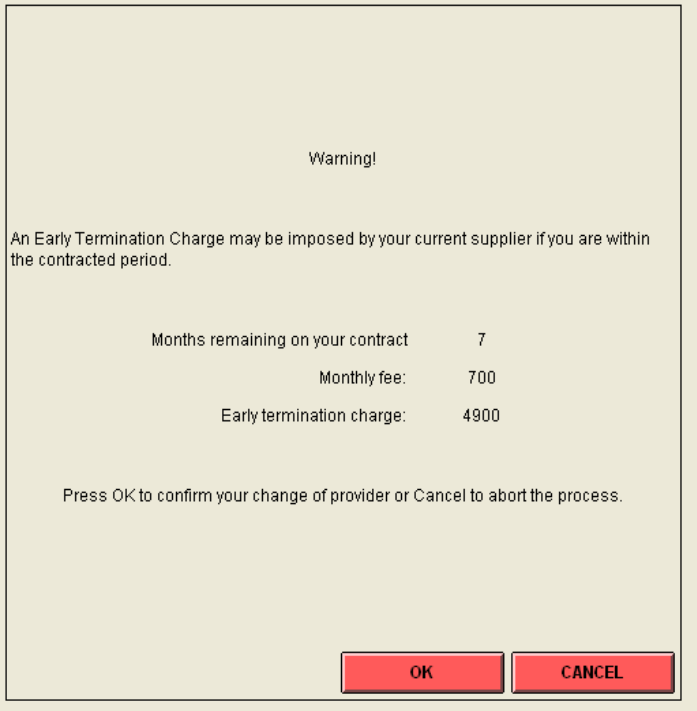 Warning!
An Early Termination Charge may be imposed by your current supplier if you are within
the contracted period.
Months remaining on your contract 7
Monthly fee: 700
Early termination charge: 4900
Press OK to confirm your change of provider or Cancel to abort the process.
OK CANCEL